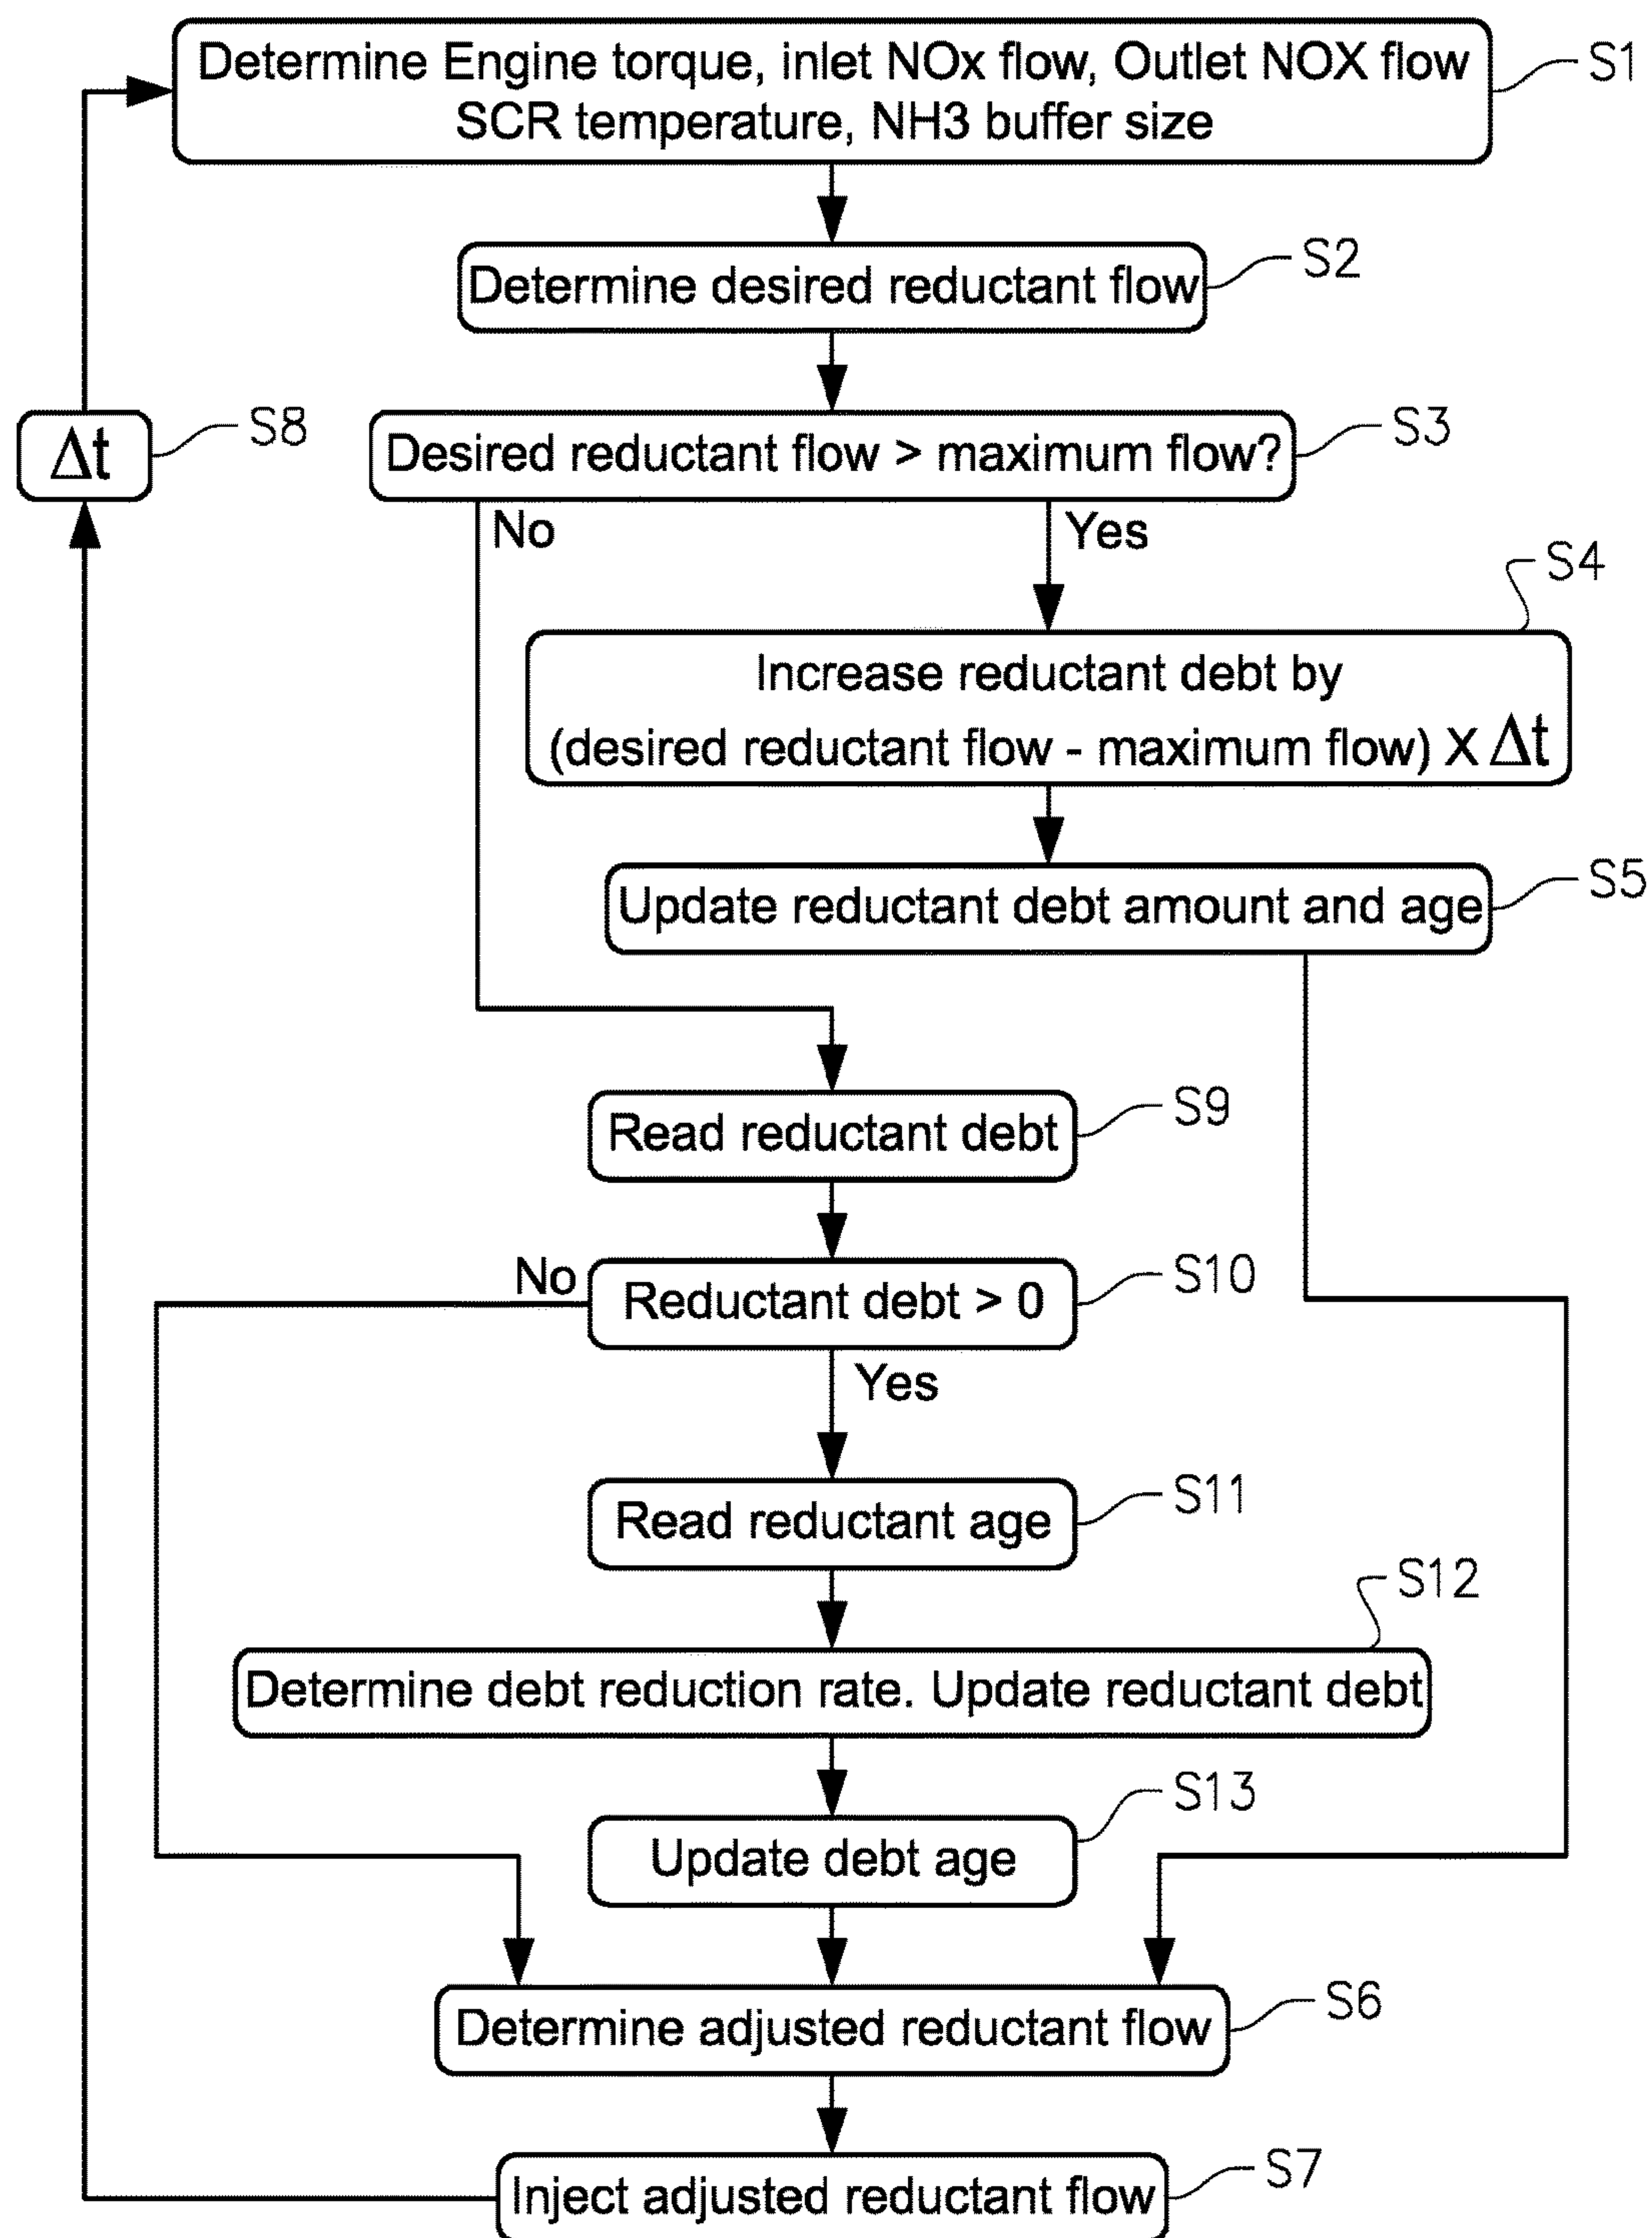 Determine Engine torque, inlet NOx flow, Outlet NOX flow
SCR temperature, NH3 buffer size
S1
Determine desired reductant flow
S2
Δt
S8
Desired reductant flow > maximum flow?
S3
No
Yes
S4
Increase reductant debt by
(desired reductant flow - maximum flow) X Δt
Update reductant debt amount and age
S5
Read reductant debt
S9
No
Reductant debt > 0
S10
Yes
Read reductant age
S11
S12
Determine debt reduction rate. Update reductant debt
S13
Update debt age
Determine adjusted reductant flow
S6
Inject adjusted reductant flow
S7